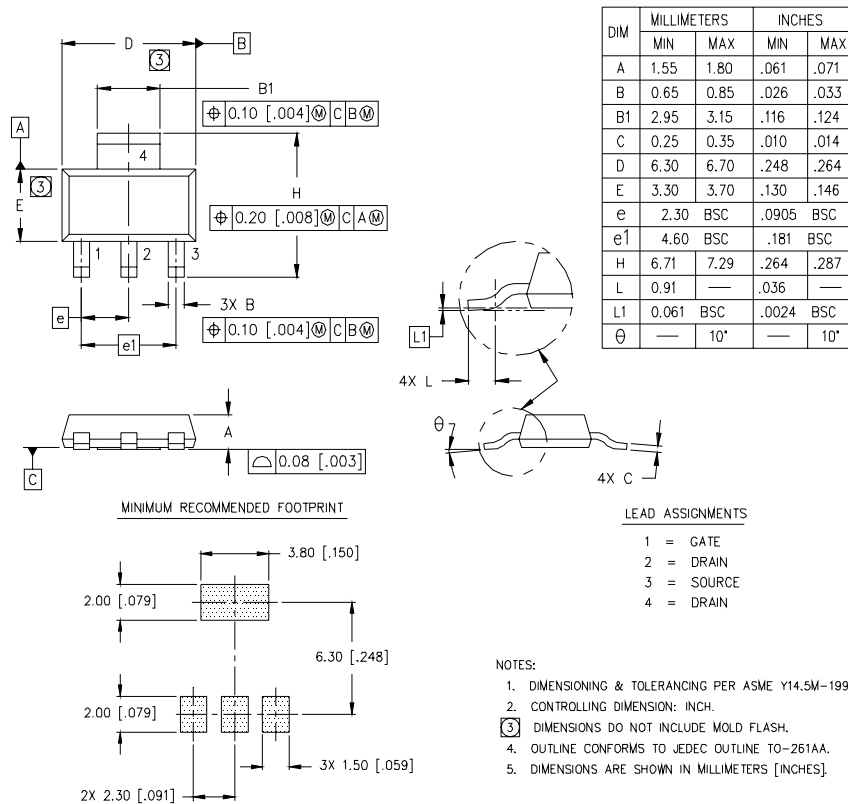 D
B
3
B1
⌖ 0.10 [.004]Ⓜ C BⓂ
A
4
3
E
H
⌖ 0.20 [.008]Ⓜ C AⓂ
1 2 3
3X B
e
e1
⌖ 0.10 [.004]Ⓜ C BⓂ
L1
4X L
A
C
⌓ 0.08 [.003]
θ
4X C
DIM MILLIMETERS INCHES
MIN MAX MIN MAX
A 1.55 1.80 .061 .071
B 0.65 0.85 .026 .033
B1 2.95 3.15 .116 .124
C 0.25 0.35 .010 .014
D 6.30 6.70 .248 .264
E 3.30 3.70 .130 .146
e 2.30 BSC .0905 BSC
e1 4.60 BSC .181 BSC
H 6.71 7.29 .264 .287
L 0.91 — .036 —
L1 0.061 BSC .0024 BSC
θ — 10° — 10°
MINIMUM RECOMMENDED FOOTPRINT
3.80 [.150]
2.00 [.079]
6.30 [.248]
2.00 [.079]
3X 1.50 [.059]
2X 2.30 [.091]
LEAD ASSIGNMENTS
1 = GATE
2 = DRAIN
3 = SOURCE
4 = DRAIN
NOTES:
1. DIMENSIONING & TOLERANCING PER ASME Y14.5M-199
2. CONTROLLING DIMENSION: INCH.
3 DIMENSIONS DO NOT INCLUDE MOLD FLASH.
4. OUTLINE CONFORMS TO JEDEC OUTLINE TO-261AA.
5. DIMENSIONS ARE SHOWN IN MILLIMETERS [INCHES].